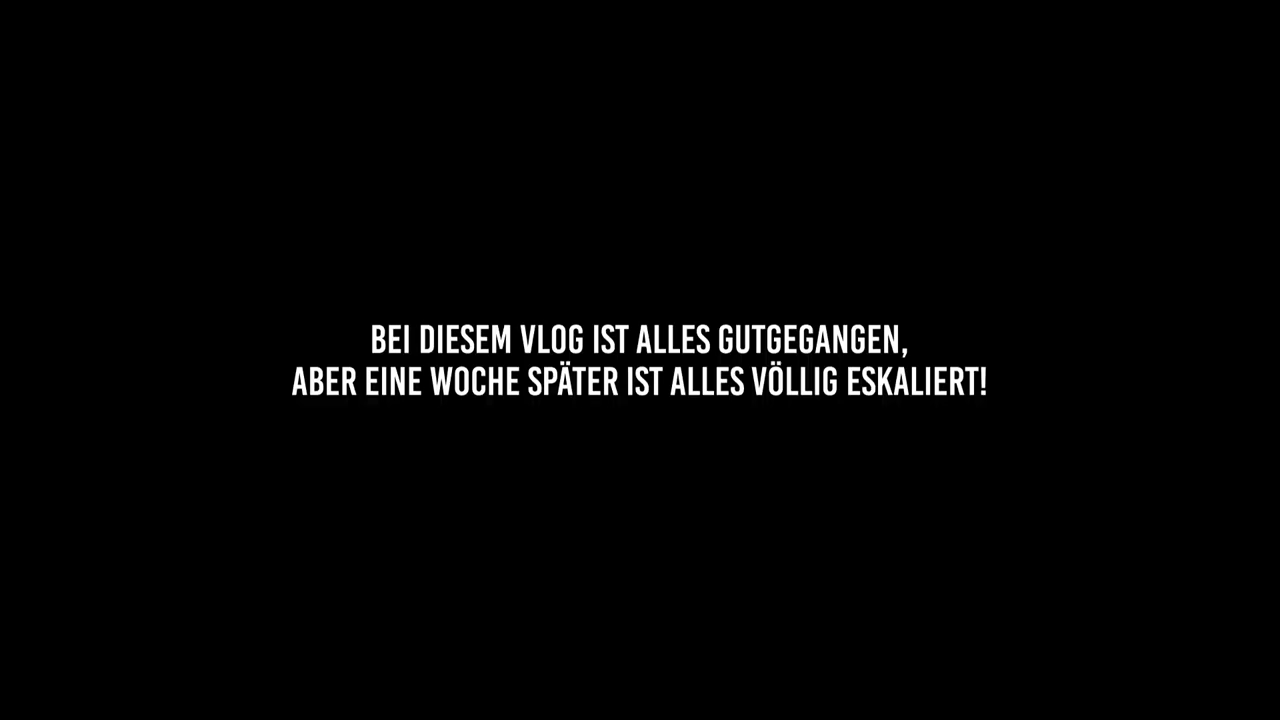 BEI DIESEM VLOG IST ALLES GUTGEGANGEN,
ABER EINE WOCHE SPÄTER IST ALLES VÖLLIG ESKALIERT!